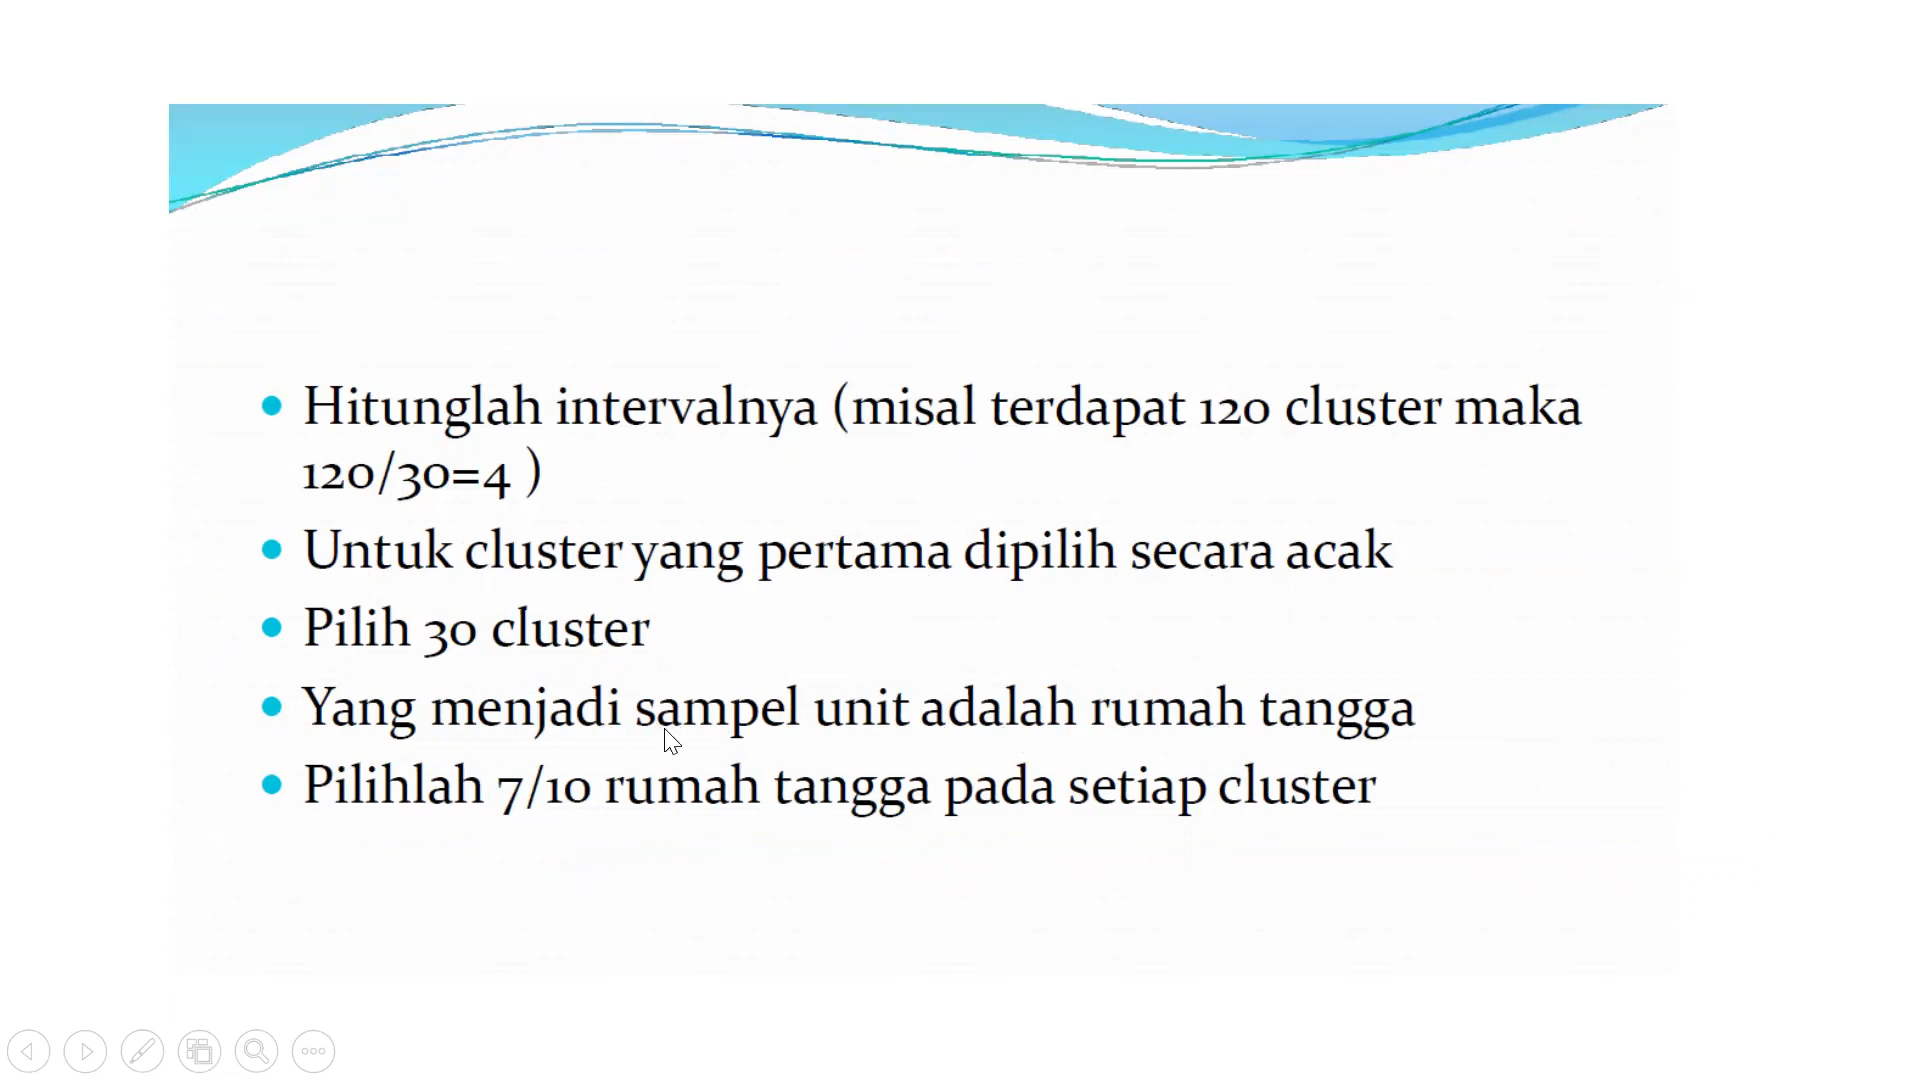 Hitunglah intervalnya (misal terdapat 120 cluster maka
120/30=4 )
Untuk cluster yang pertama dipilih secara acak
Pilih 30 cluster
Yang menjadi sampel unit adalah rumah tangga
Pilihlah 7/10 rumah tangga pada setiap cluster